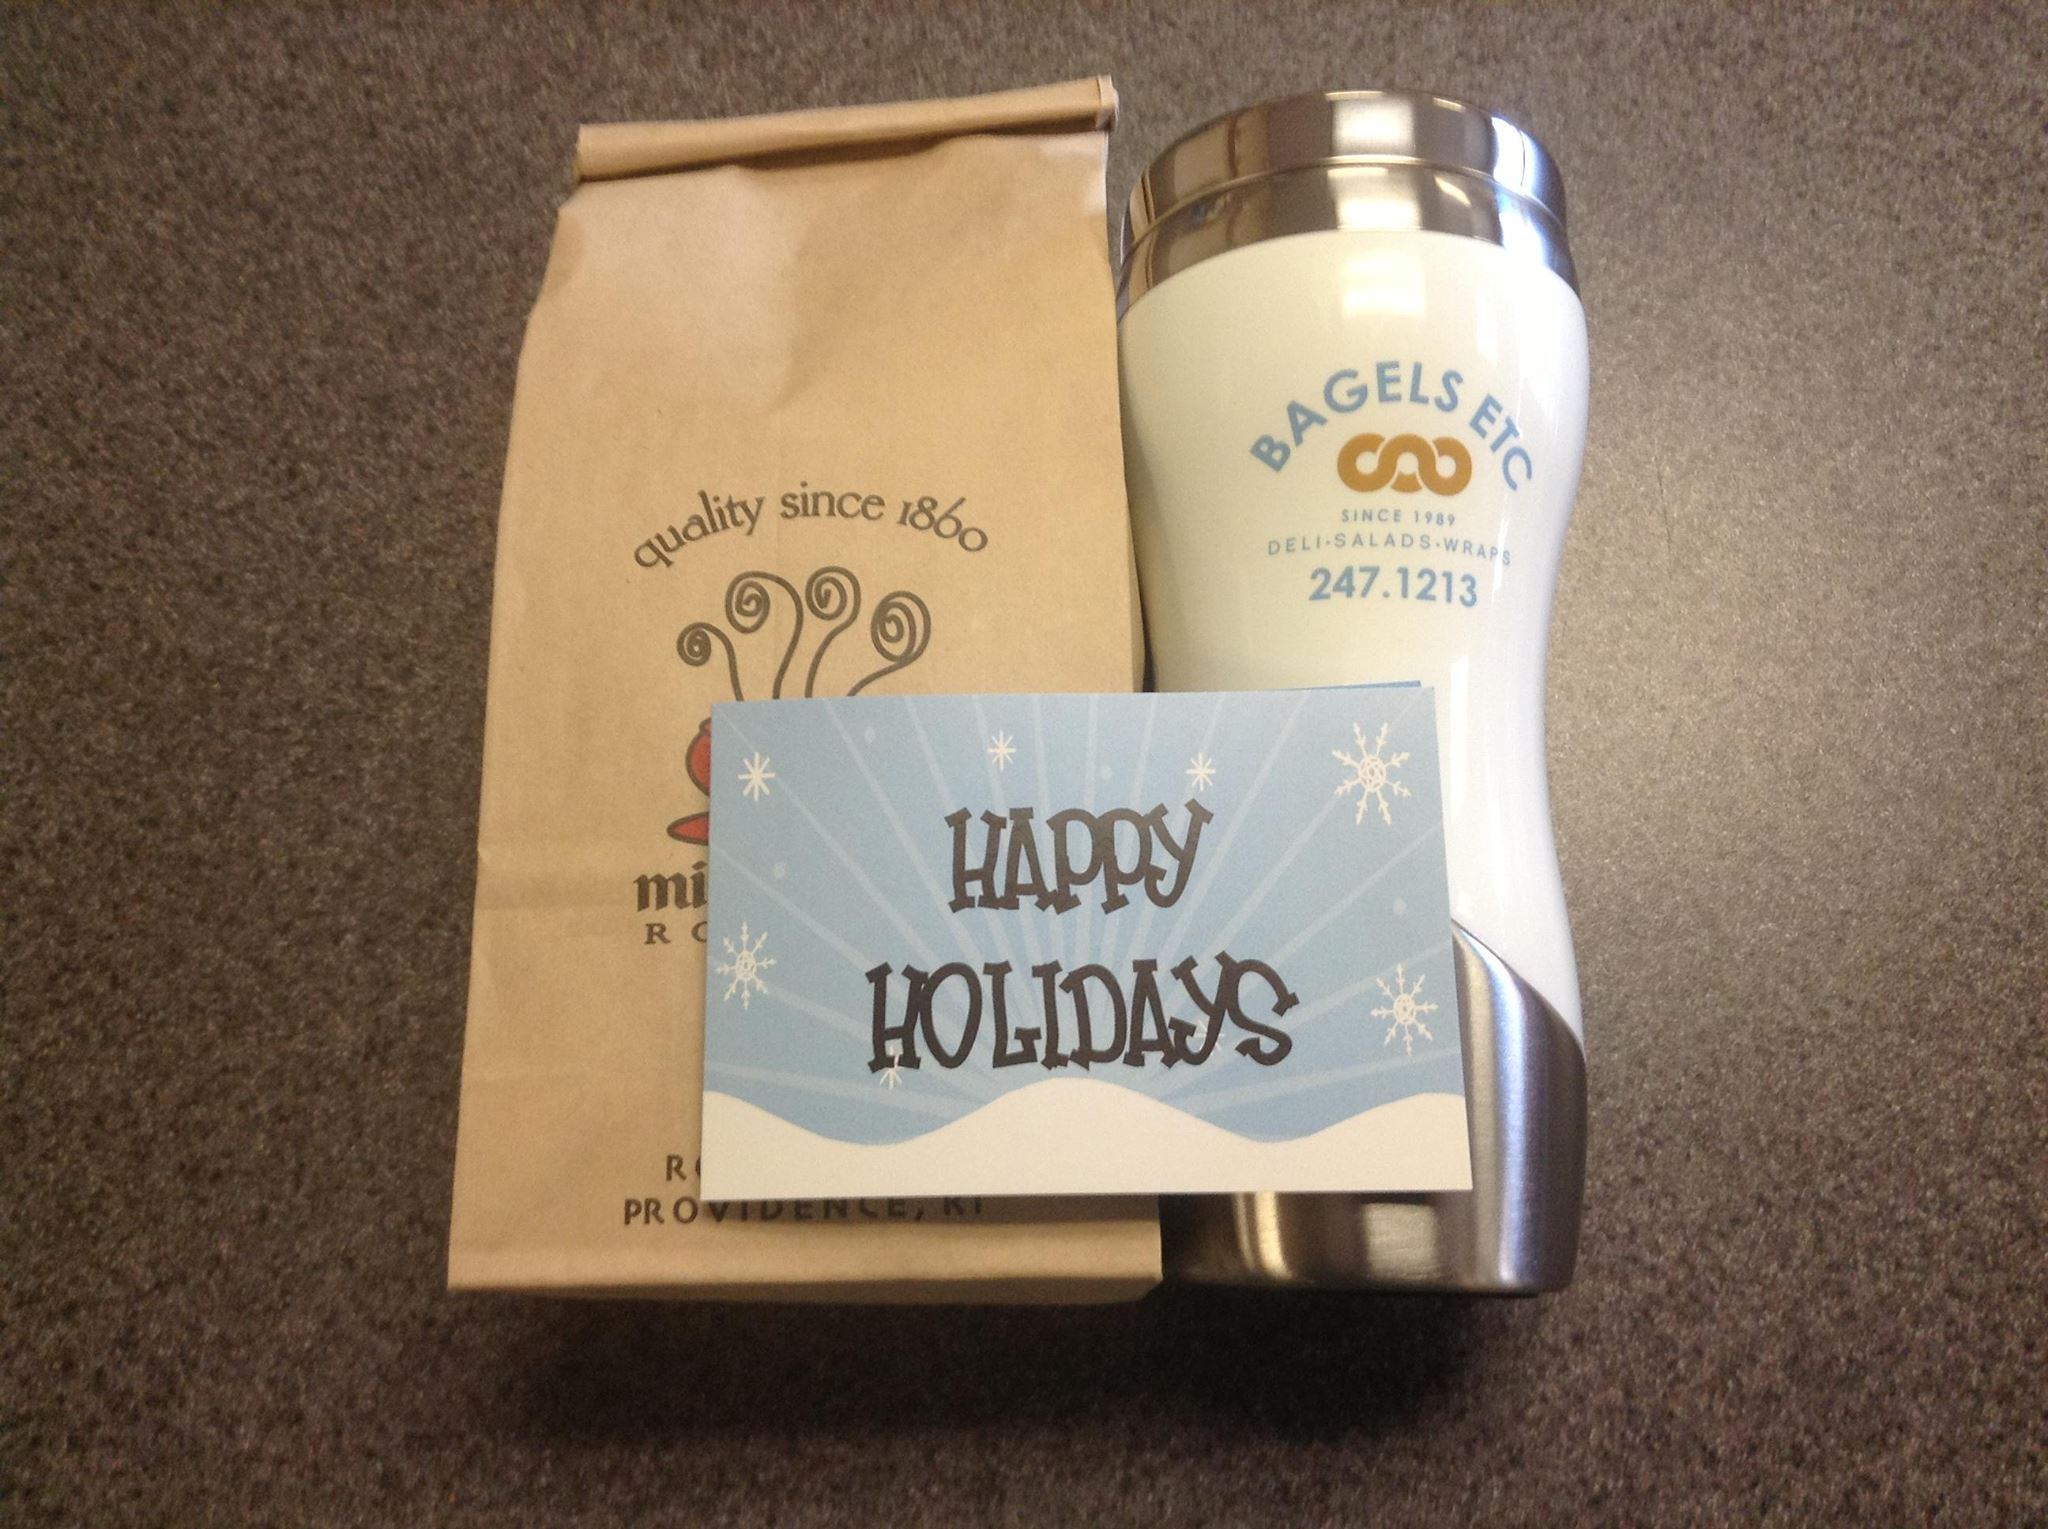 quality since 1860
PROVIDENCE, RI
BAGELS ETC
SINCE 1989
DELI·SALADS·WRAPS
247.1213
HAPPY
HOLIDAYS